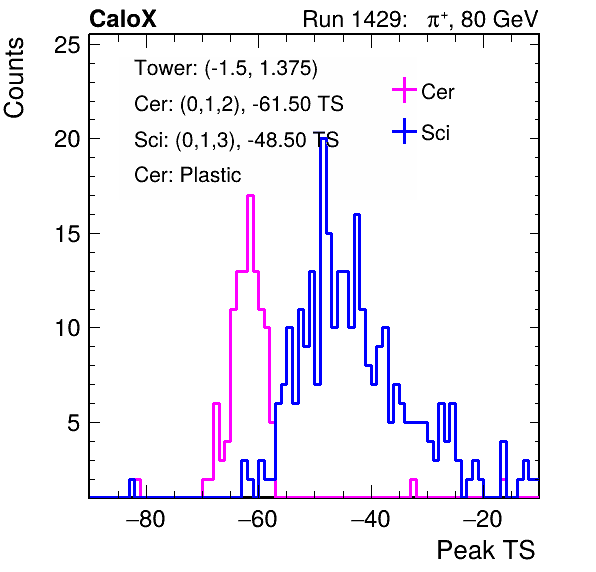 CaloX Run 1429: π⁺, 80 GeV
Counts
25
20
15
10
5
Tower: (-1.5, 1.375)
Cer: (0,1,2), -61.50 TS
Sci: (0,1,3), -48.50 TS
Cer: Plastic
Cer
Sci
−80 −60 −40 −20
Peak TS